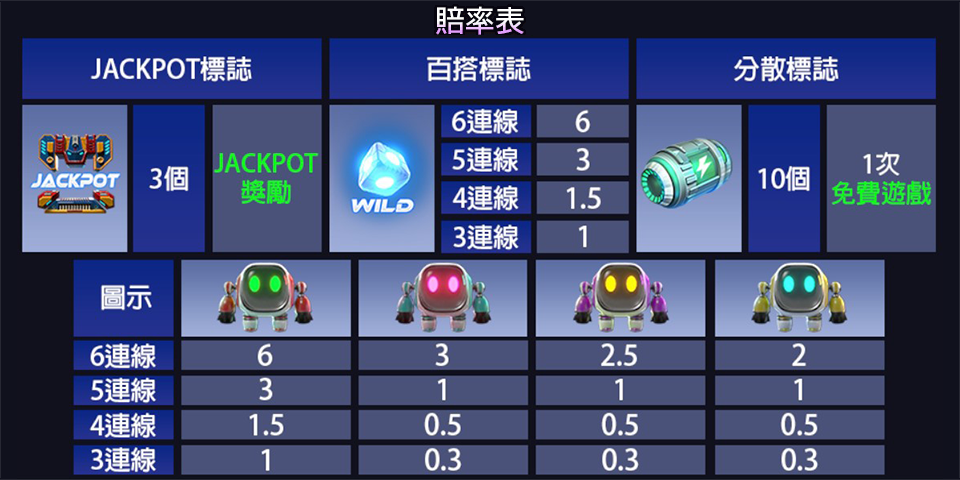 賠率表
JACKPOT標誌 百搭標誌 分散標誌
JACKPOT
3個
JACKPOT
獎勵
WILD
6連線 6
5連線 3
4連線 1.5
3連線 1
10個
1次
免費遊戲
圖示
6連線 6 3 2.5 2
5連線 3 1 1 1
4連線 1.5 0.5 0.5 0.5
3連線 1 0.3 0.3 0.3